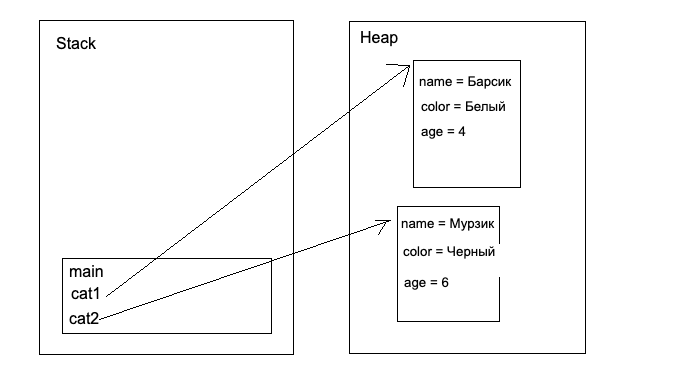 Stack
main
cat1
cat2
Heap
name = Барсик
color = Белый
age = 4
name = Мурзик
color = Черный
age = 6